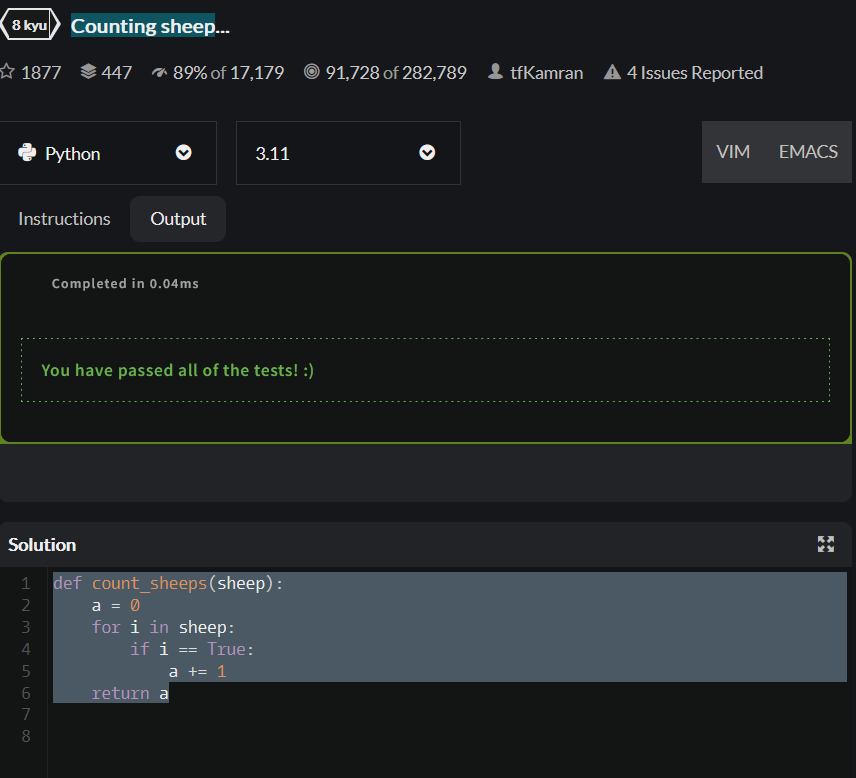 8 kyu Counting sheep...
1877 447 89% of 17,179 91,728 of 282,789 tfKamran 4 Issues Reported
Python 3.11 VIM EMACS
Instructions Output
Completed in 0.04ms
You have passed all of the tests! :)
Solution
1 def count_sheeps(sheep):
2     a = 0
3     for i in sheep:
4         if i == True:
5             a += 1
6     return a
7
8